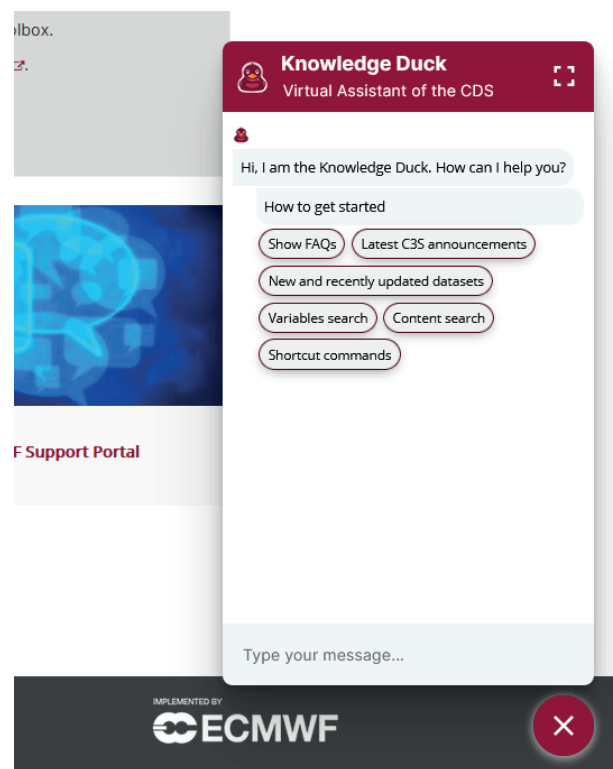 olbox.
Knowledge Duck
Virtual Assistant of the CDS
Hi, I am the Knowledge Duck. How can I help you?
How to get started
Show FAQs
Latest C3S announcements
New and recently updated datasets
Variables search
Content search
Shortcut commands
F Support Portal
Type your message...
IMPLEMENTED BY
ECMWF